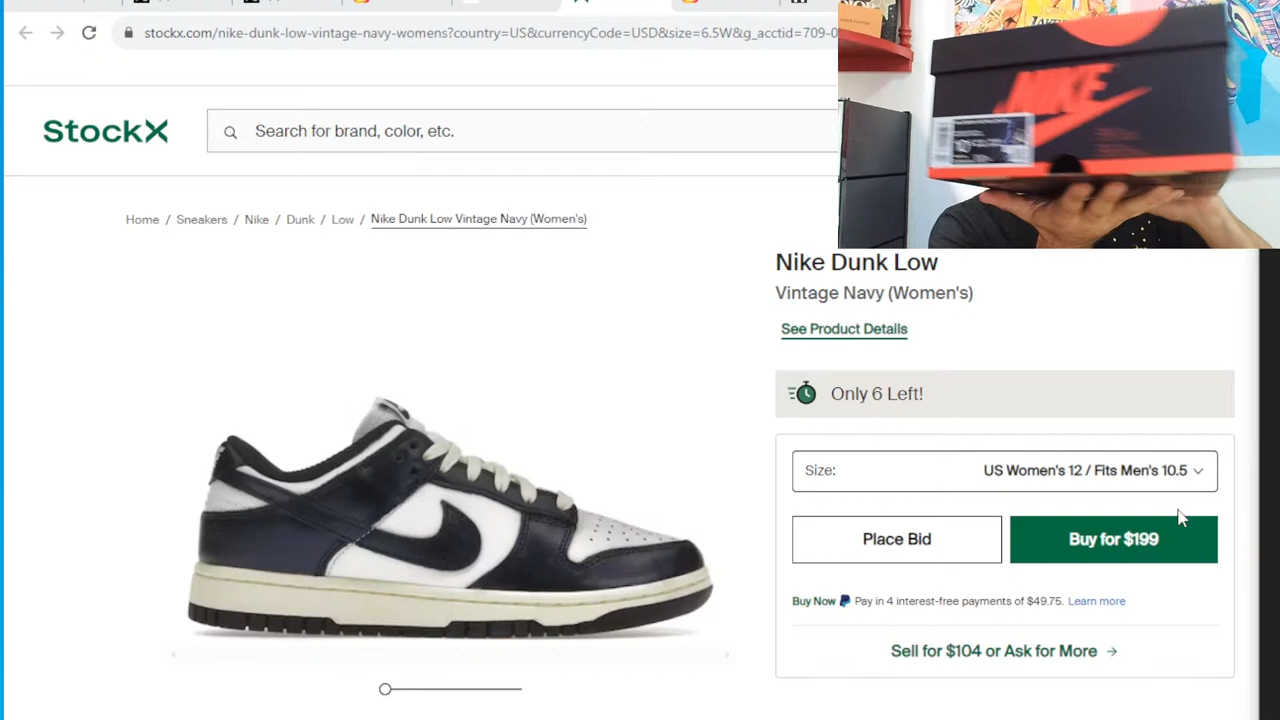 stockx.com/nike-dunk-low-vintage-navy-womens?country=US&currencyCode=USD&size=6.5W&g_acctid=709-0
StockX
Search for brand, color, etc.
NIKE
Home / Sneakers / Nike / Dunk / Low / Nike Dunk Low Vintage Navy (Women's)
Nike Dunk Low
Vintage Navy (Women's)
See Product Details
Only 6 Left!
Size: US Women's 12 / Fits Men's 10.5
Place Bid
Buy for $199
Buy Now Pay in 4 interest-free payments of $49.75. Learn more
Sell for $104 or Ask for More →